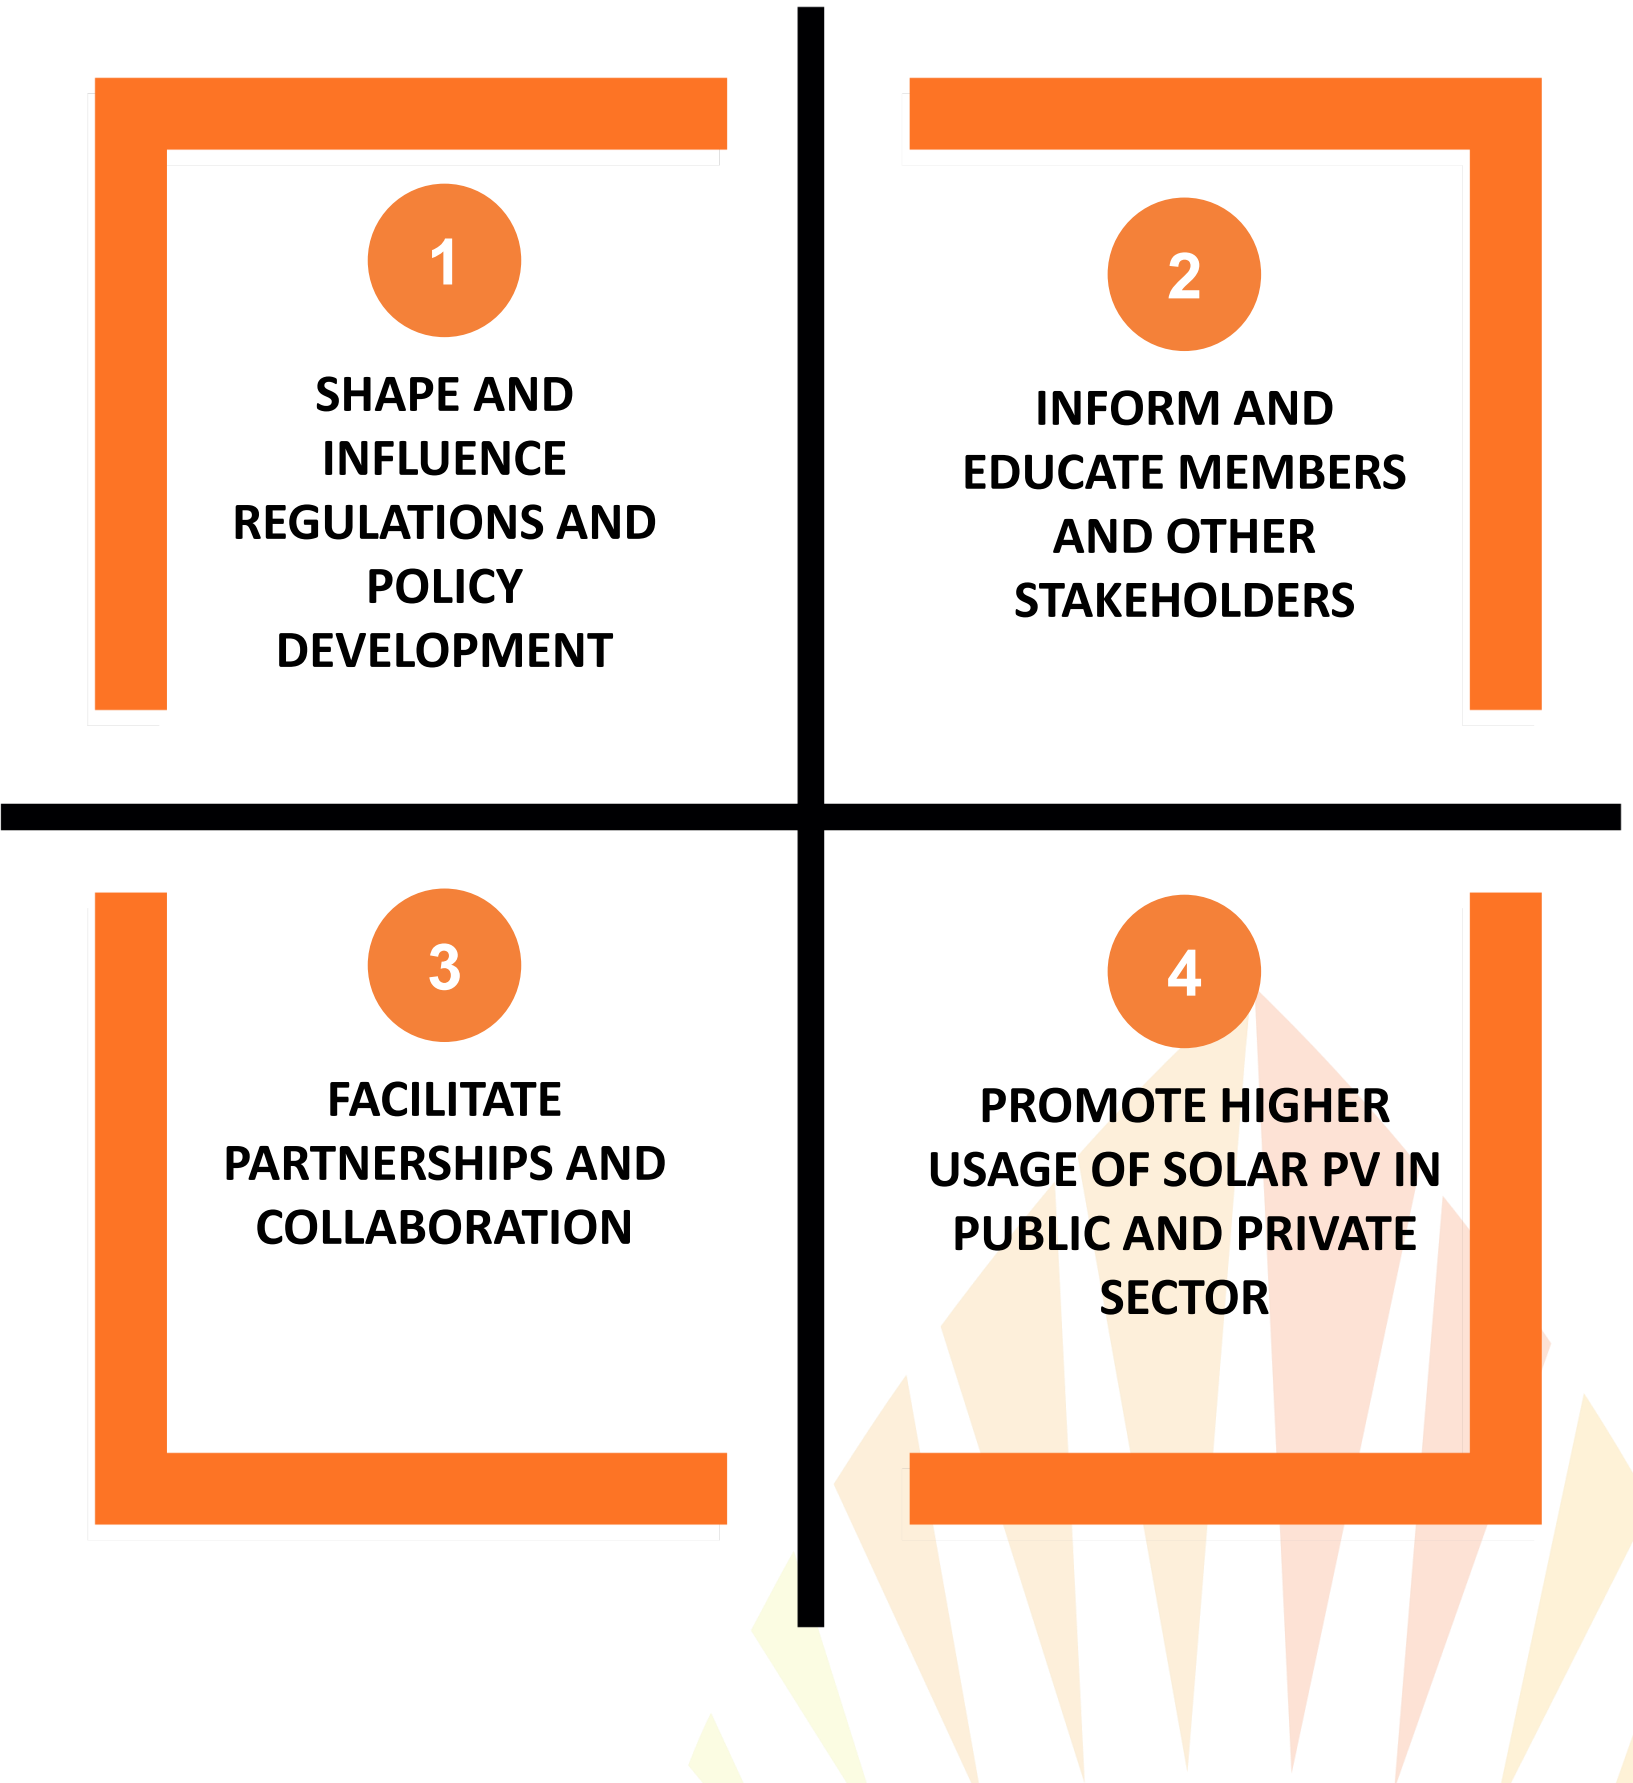 1
SHAPE AND
INFLUENCE
REGULATIONS AND
POLICY
DEVELOPMENT
2
INFORM AND
EDUCATE MEMBERS
AND OTHER
STAKEHOLDERS
3
FACILITATE
PARTNERSHIPS AND
COLLABORATION
4
PROMOTE HIGHER
USAGE OF SOLAR PV IN
PUBLIC AND PRIVATE
SECTOR